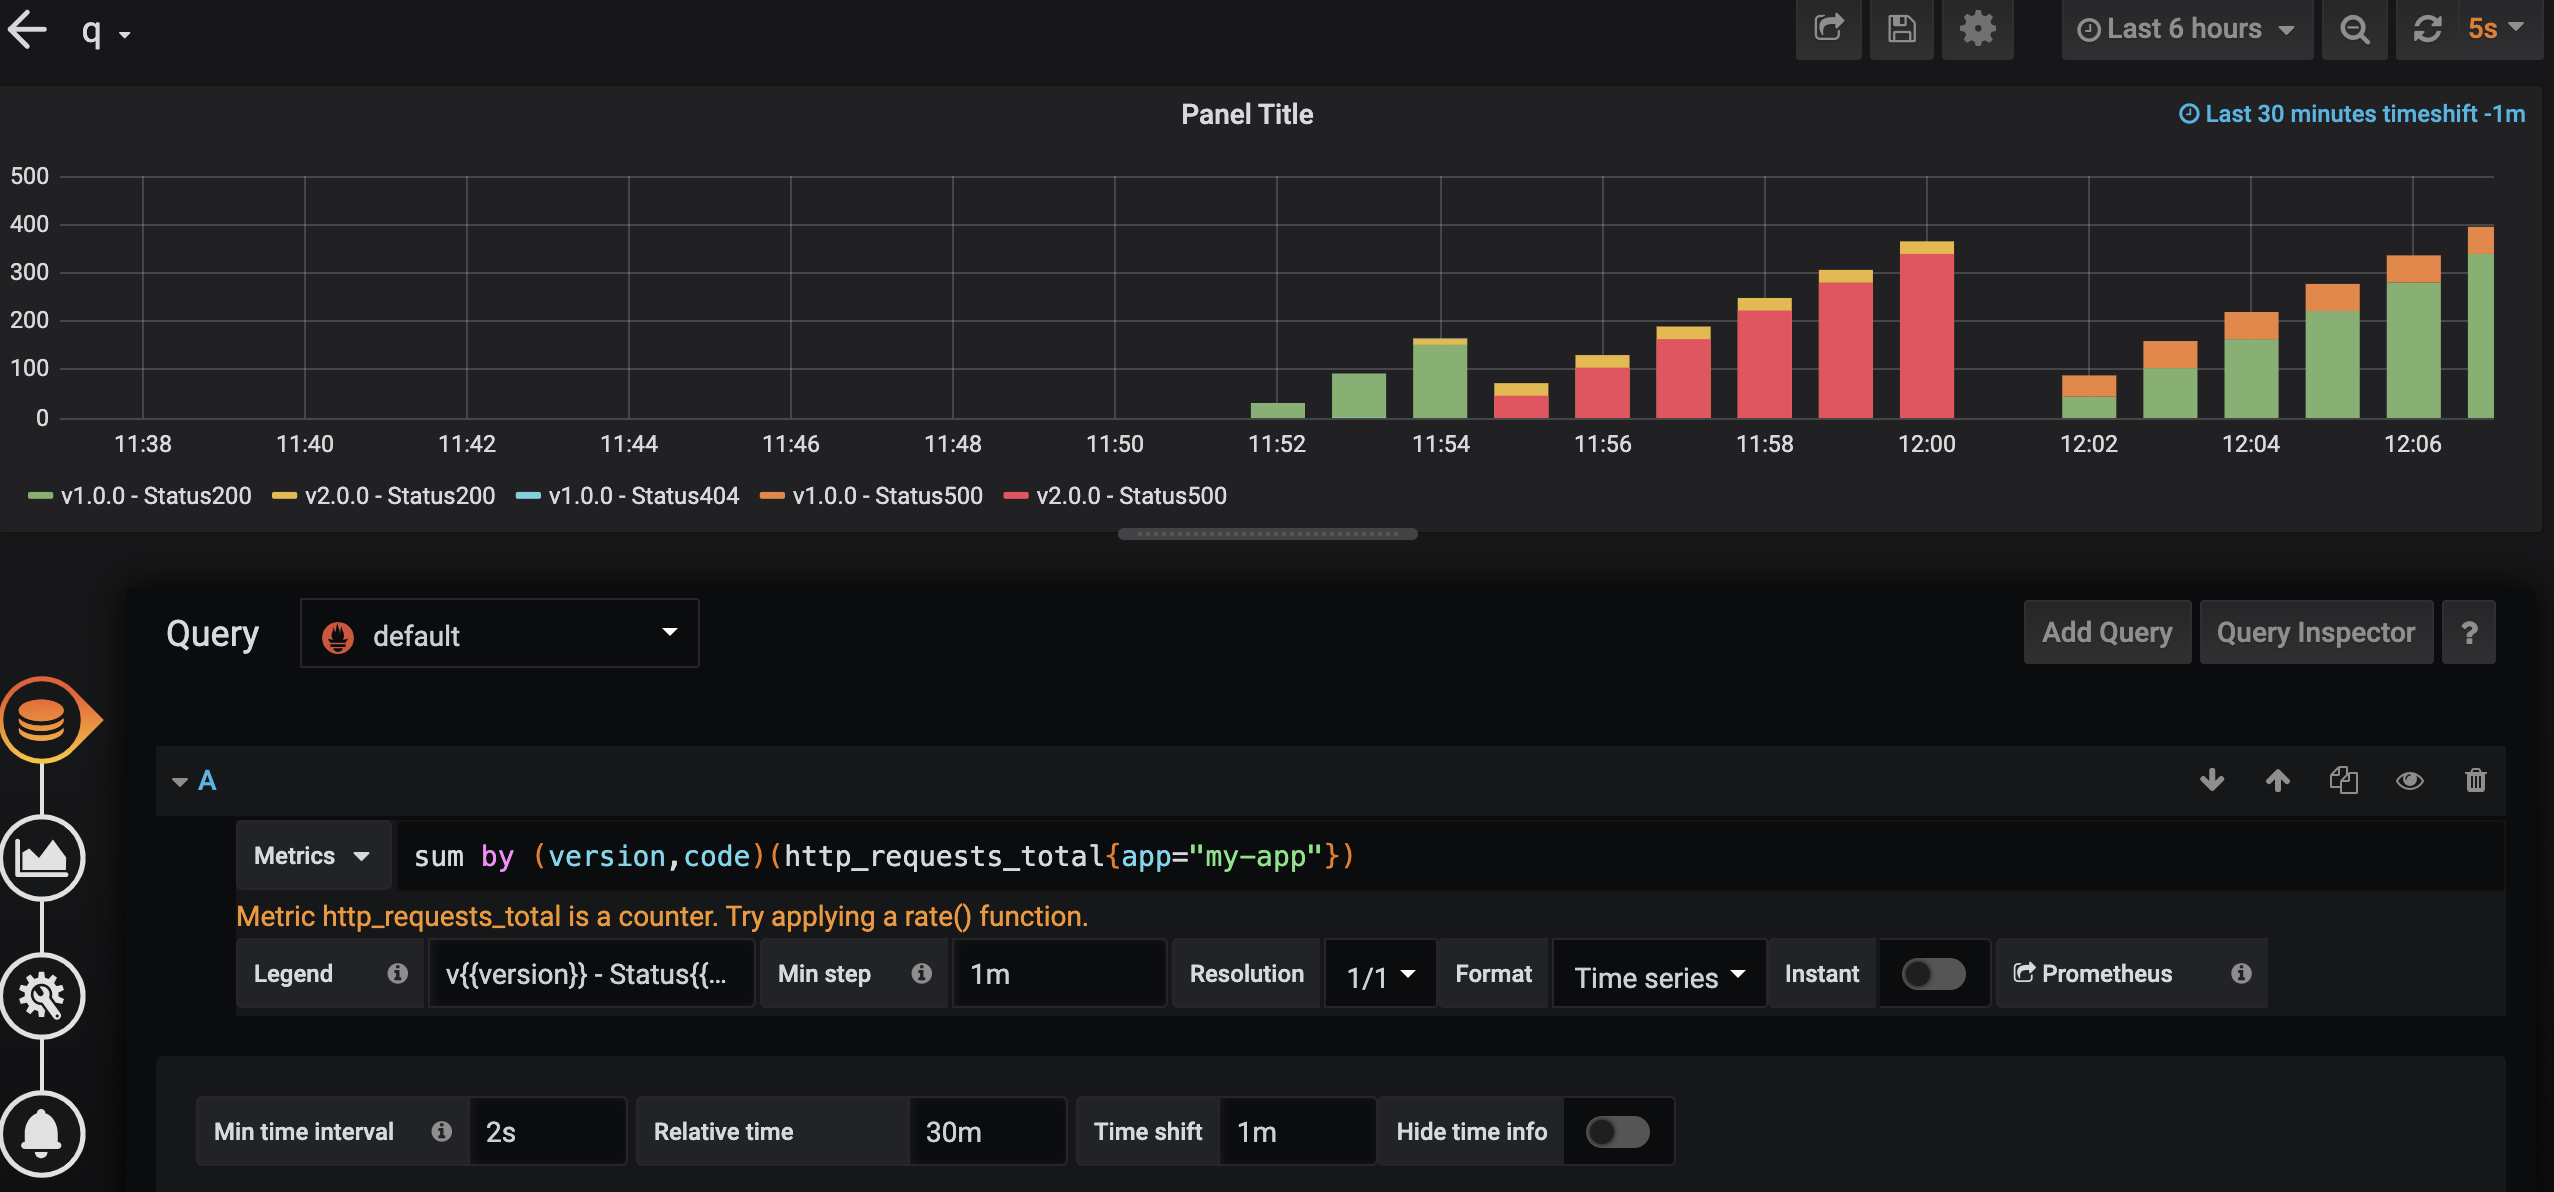 q
Last 6 hours
5s
Panel Title
Last 30 minutes timeshift -1m
500
400
300
200
100
0
11:38 11:40 11:42 11:44 11:46 11:48 11:50 11:52 11:54 11:56 11:58 12:00 12:02 12:04 12:06
v1.0.0 - Status200 v2.0.0 - Status200 v1.0.0 - Status404 v1.0.0 - Status500 v2.0.0 - Status500
Query default Add Query Query Inspector ?
A
Metrics sum by (version,code)(http_requests_total{app="my-app"})
Metric http_requests_total is a counter. Try applying a rate() function.
Legend v{{version}} - Status{{... Min step 1m Resolution 1/1 Format Time series Instant Prometheus
Min time interval 2s Relative time 30m Time shift 1m Hide time info